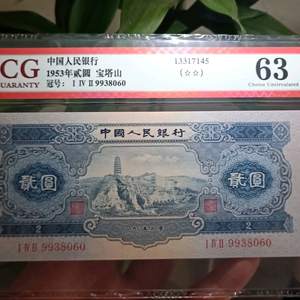 CG
GUARANTY
中国人民银行
1953年贰圆 宝塔山
冠号: I IV II 9938060
13317145
(☆☆)
63
Choice Uncirculated
中國人民銀行
貳圓
貳圓
2
2
I IV II 9938060
I IV II 9938060